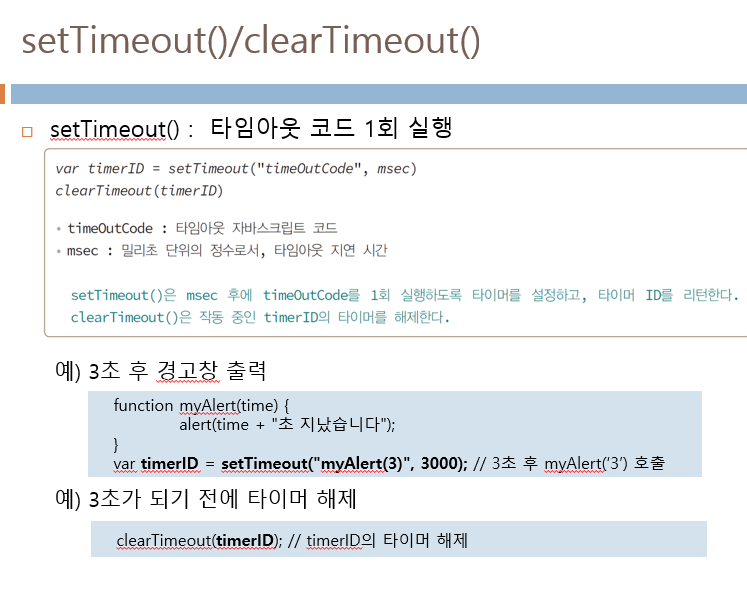 setTimeout()/clearTimeout()
setTimeout() : 타임아웃 코드 1회 실행
var timerID = setTimeout("timeOutCode", msec)
clearTimeout(timerID)
• timeOutCode : 타임아웃 자바스크립트 코드
• msec : 밀리초 단위의 정수로서, 타임아웃 지연 시간
setTimeout()은 msec 후에 timeOutCode를 1회 실행하도록 타이머를 설정하고, 타이머 ID를 리턴한다.
clearTimeout()은 작동 중인 timerID의 타이머를 해제한다.
예) 3초 후 경고창 출력
function myAlert(time) {
alert(time + "초 지났습니다");
}
var timerID = setTimeout("myAlert(3)", 3000); // 3초 후 myAlert(‘3’) 호출
예) 3초가 되기 전에 타이머 해제
clearTimeout(timerID); // timerID의 타이머 해제